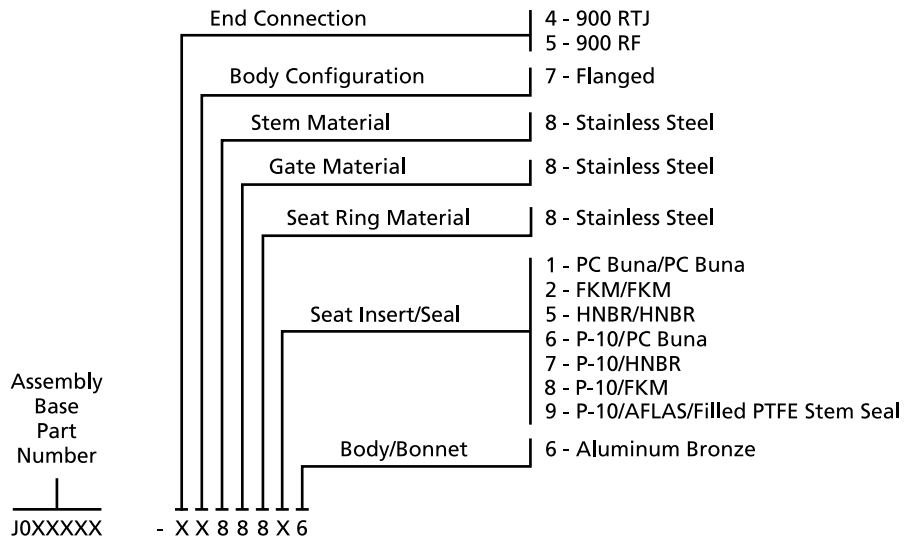 End Connection
4 - 900 RTJ
5 - 900 RF
Body Configuration
7 - Flanged
Stem Material
8 - Stainless Steel
Gate Material
8 - Stainless Steel
Seat Ring Material
8 - Stainless Steel
Seat Insert/Seal
1 - PC Buna/PC Buna
2 - FKM/FKM
5 - HNBR/HNBR
6 - P-10/PC Buna
7 - P-10/HNBR
8 - P-10/FKM
9 - P-10/AFLAS/Filled PTFE Stem Seal
Body/Bonnet
6 - Aluminum Bronze
Assembly
Base
Part
Number
J0XXXXX - X X 8 8 8 X 6